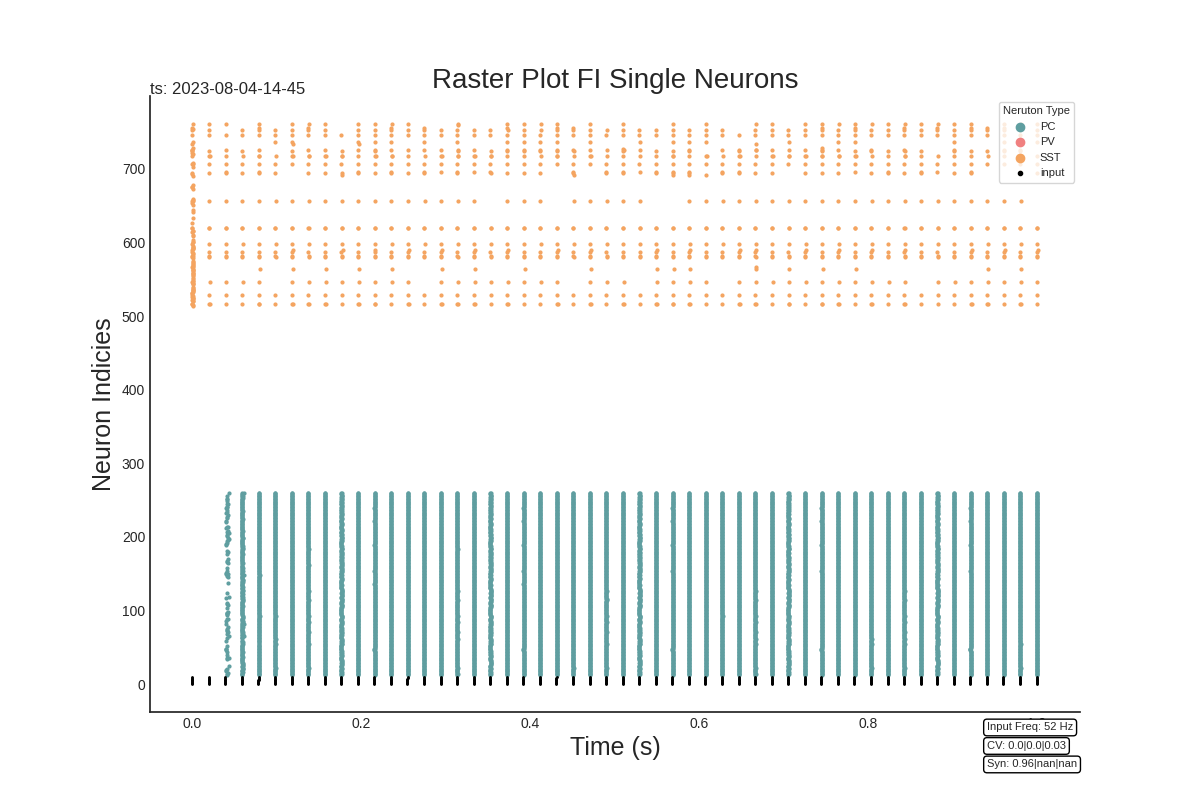 Raster Plot FI Single Neurons
ts: 2023-08-04-14-45
Neruton Type
PC
PV
SST
input
Neuron Indicies
700
600
500
400
300
200
100
0
0.0 0.2 0.4 0.6 0.8
Time (s)
Input Freq: 52 Hz
CV: 0.0|0.0|0.03
Syn: 0.96|nan|nan